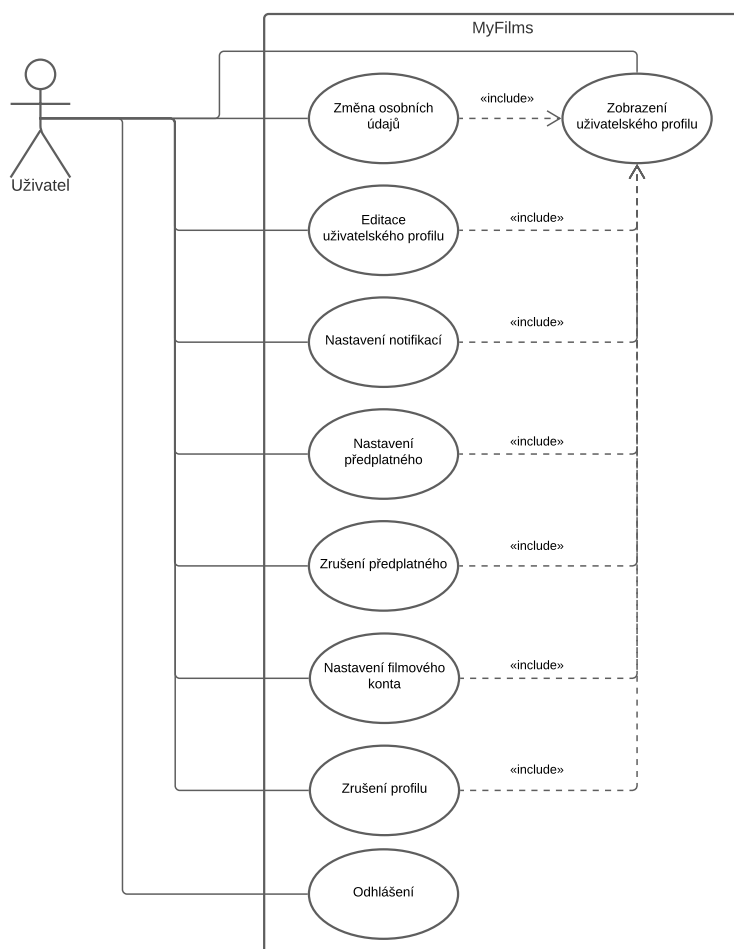 MyFilms
Uživatel
Změna osobních
údajů
«include»
Zobrazení
uživatelského profilu
Editace
uživatelského profilu
«include»
Nastavení notifikací
«include»
Nastavení
předplatného
«include»
Zrušení předplatného
«include»
Nastavení filmového
konta
«include»
Zrušení profilu
«include»
Odhlášení